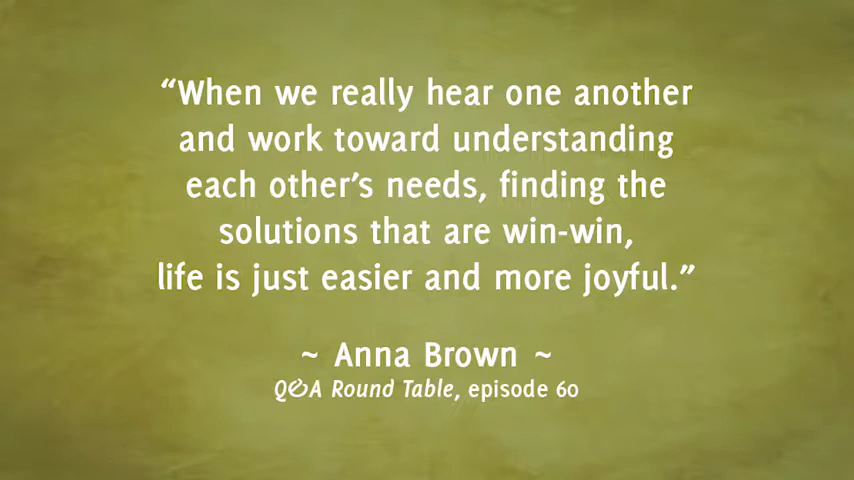 “When we really hear one another
and work toward understanding
each other’s needs, finding the
solutions that are win-win,
life is just easier and more joyful.”
~ Anna Brown ~
Q&A Round Table, episode 60